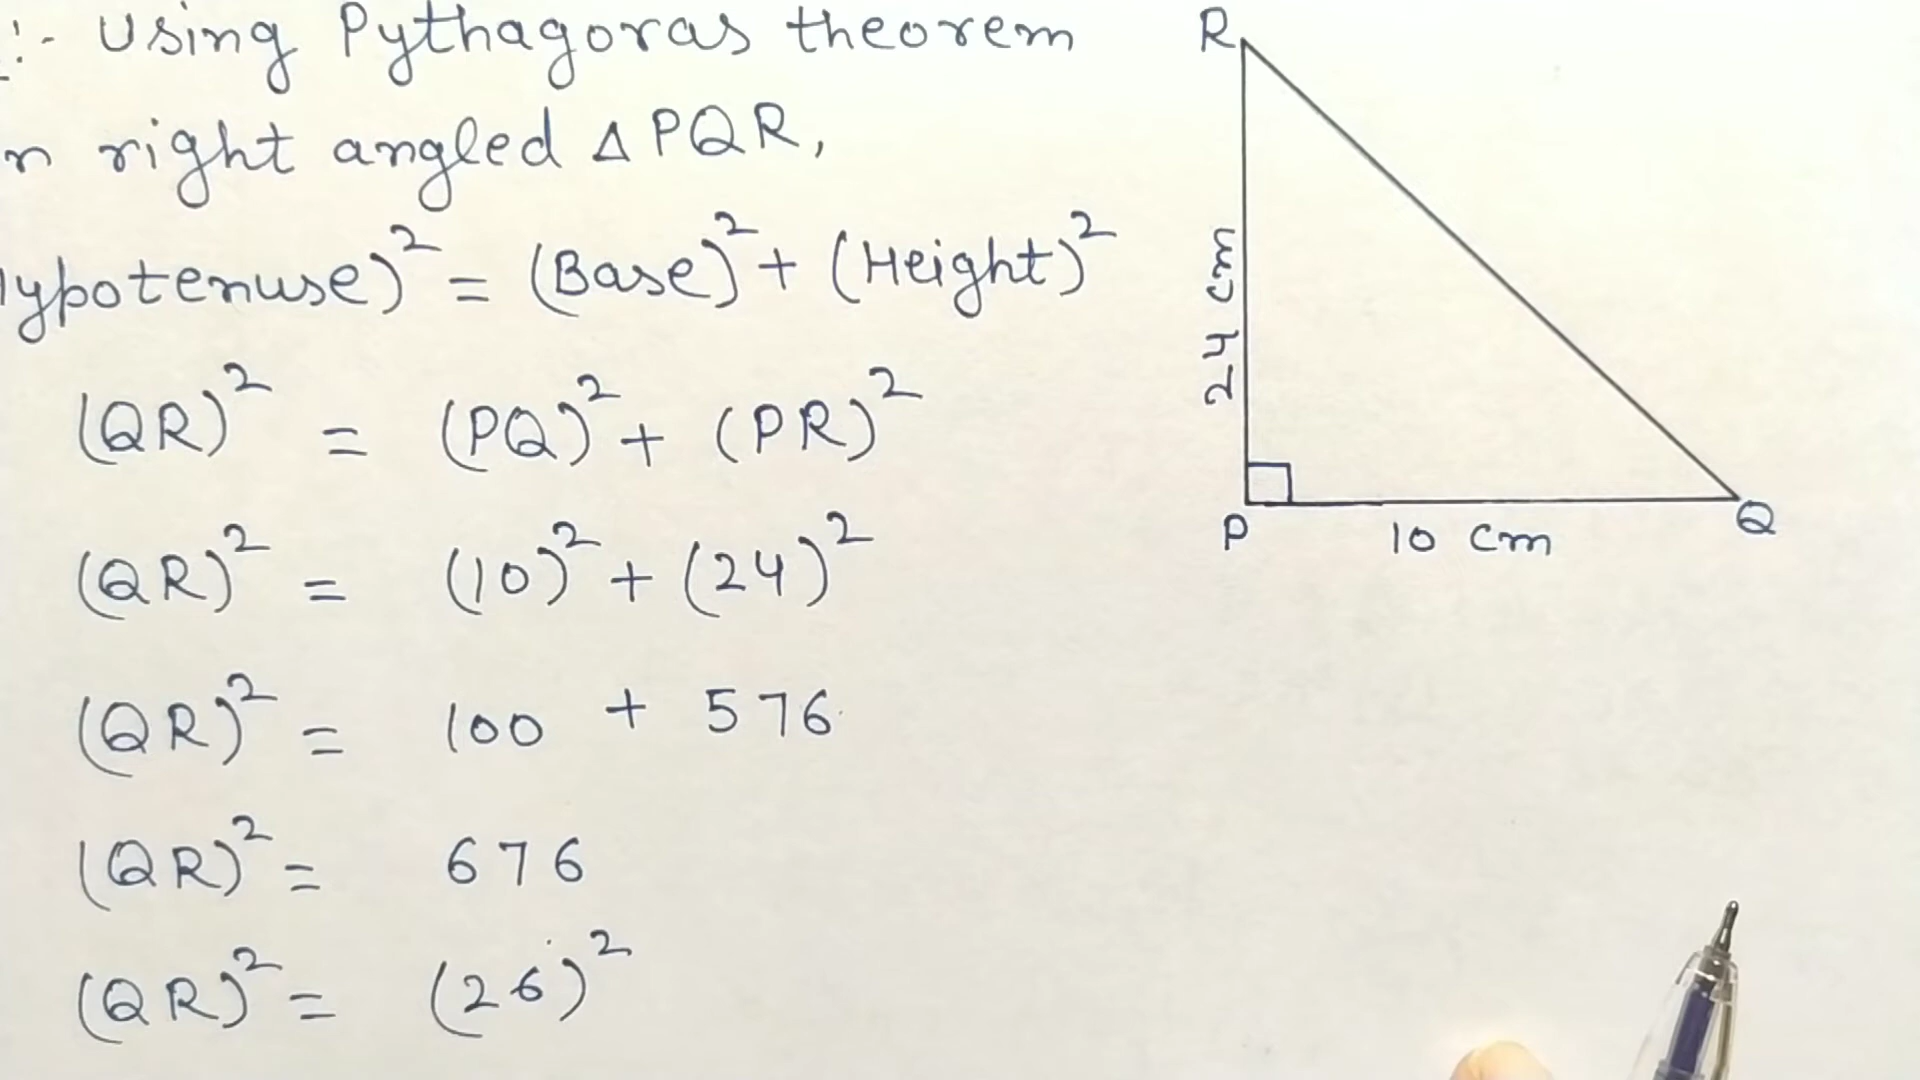 :- Using Pythagoras theorem
n right angled △PQR,
ypotenuse)² = (Base)² + (Height)²
(QR)² = (PQ)² + (PR)²
(QR)² = (10)² + (24)²
(QR)² = 100 + 576
(QR)² = 676
(QR)² = (26)²
R
24 cm
P
10 cm
Q